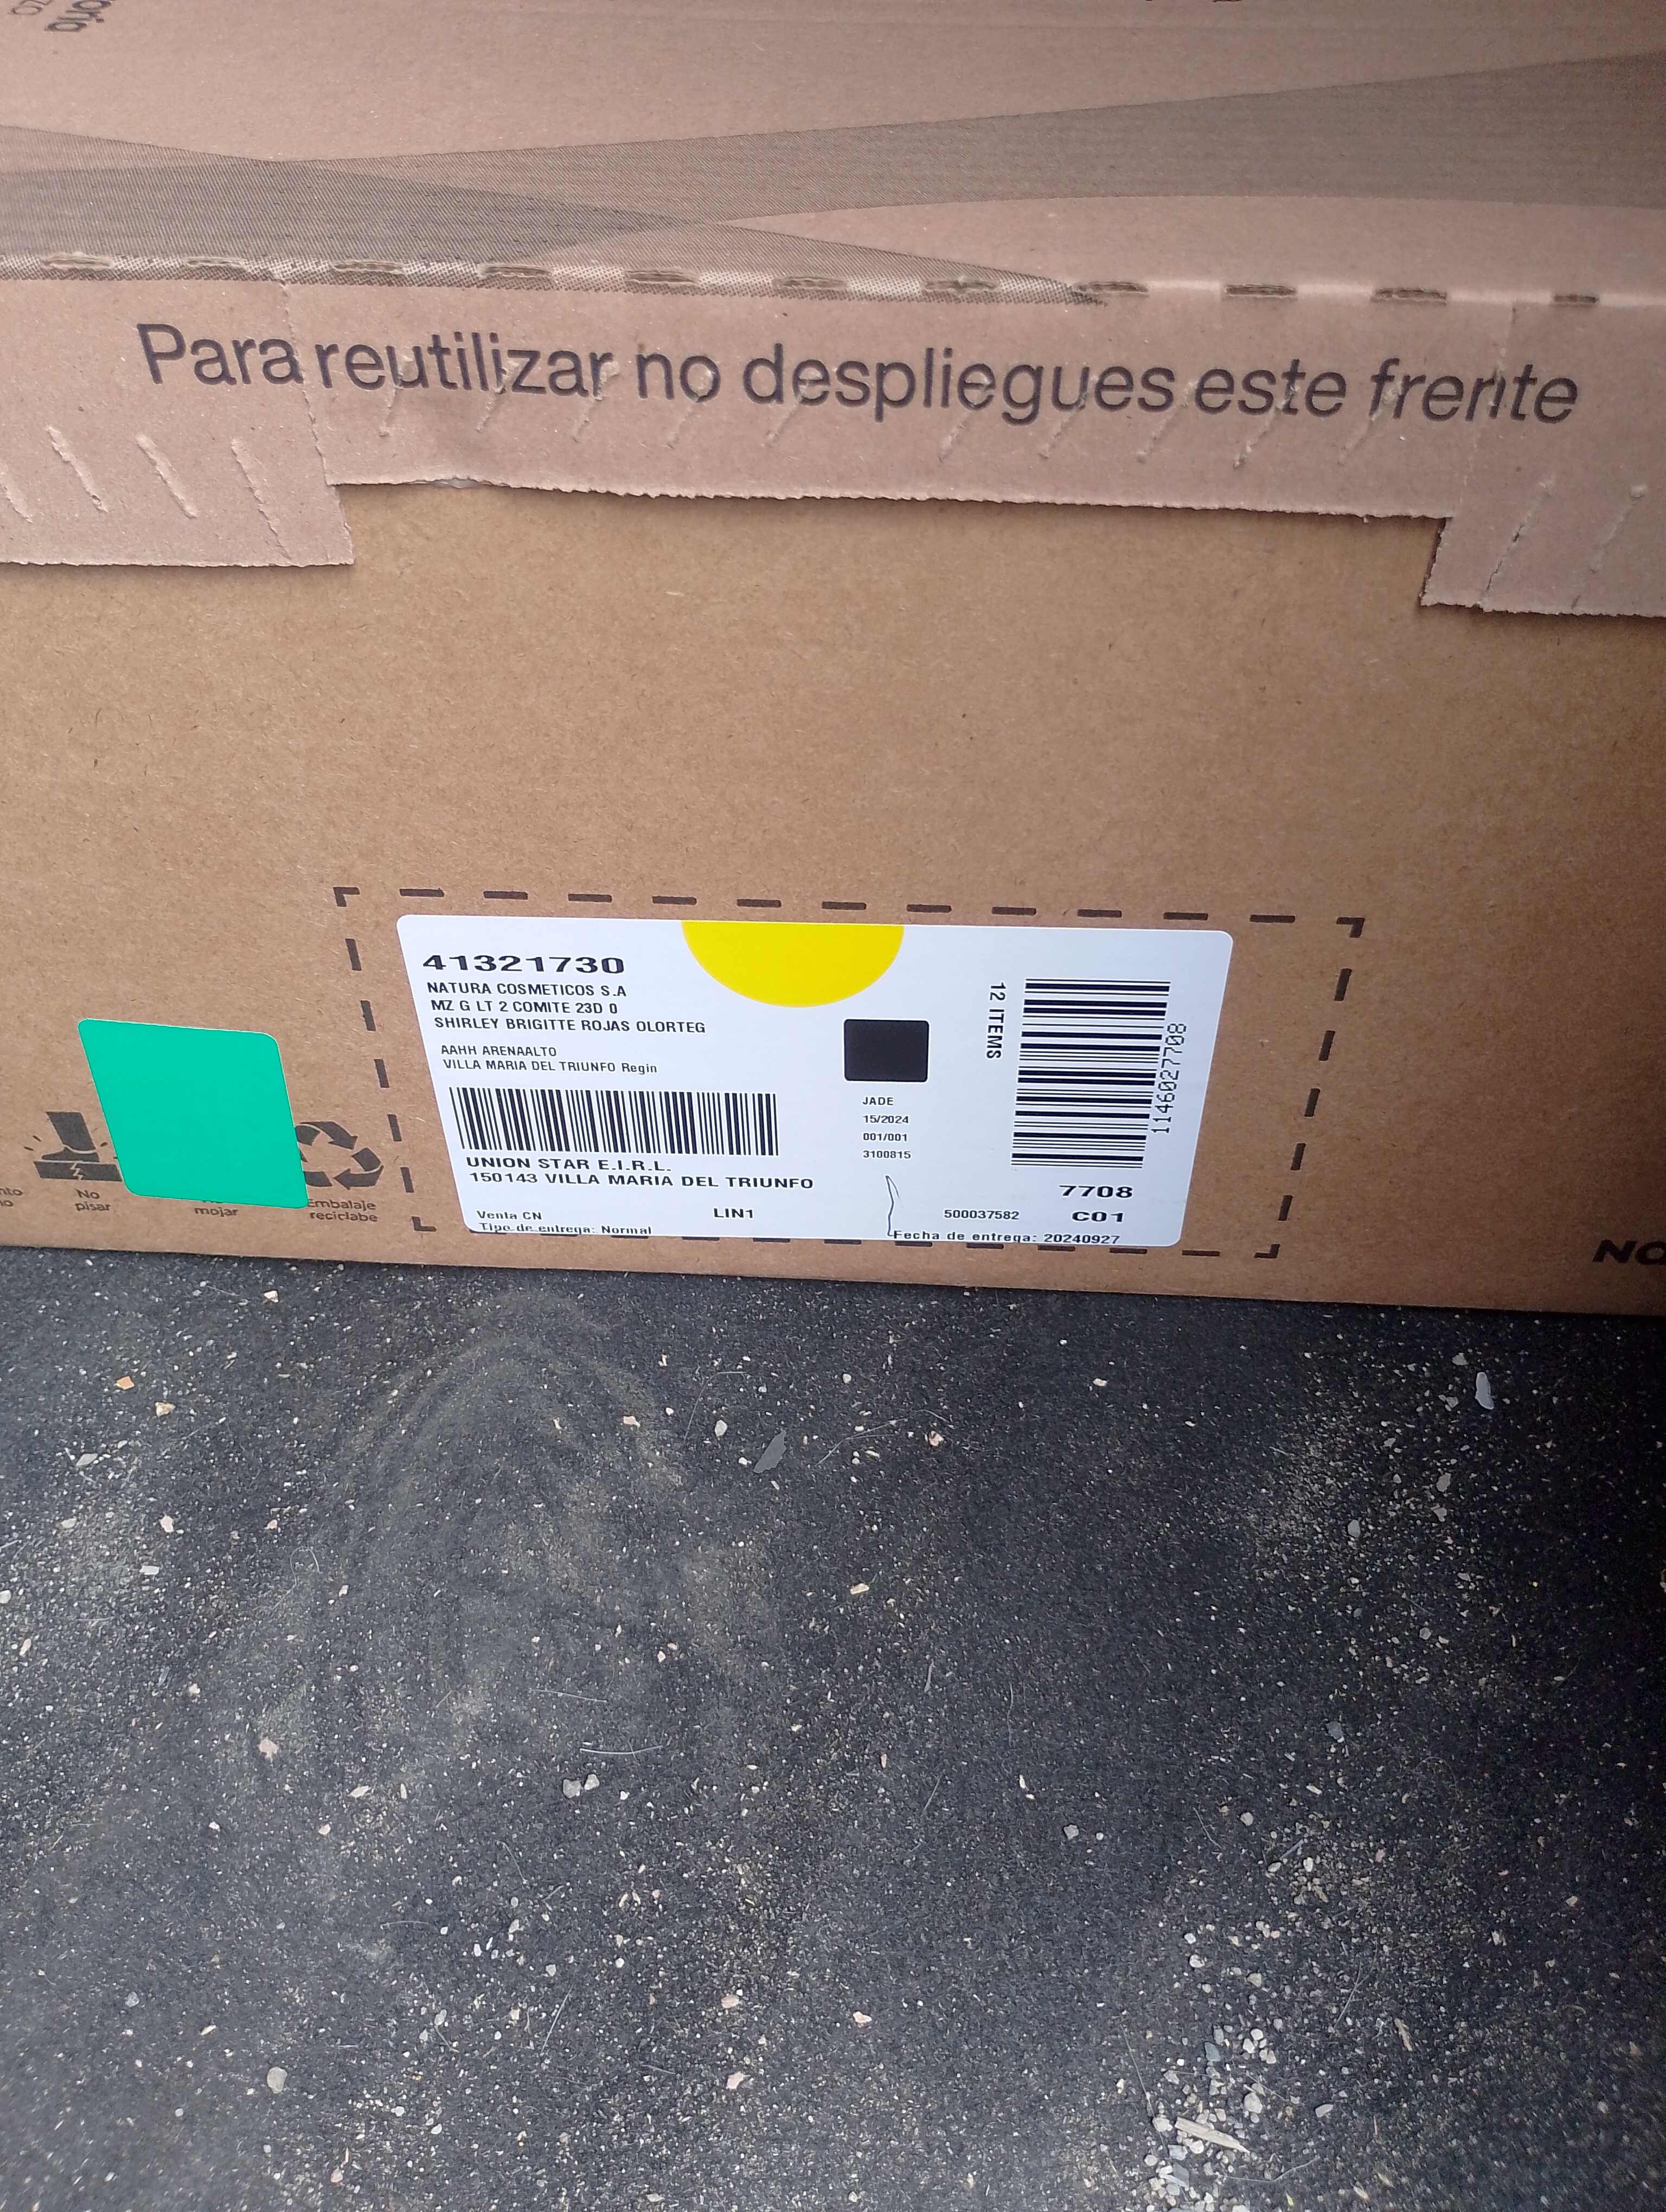 Para reutilizar no despliegues este frente
41321730
NATURA COSMETICOS S.A
MZ G LT 2 COMITE 23D 0
SHIRLEY BRIGITTE ROJAS OLORTEG
AAHH ARENAALTO
VILLA MARIA DEL TRIUNFO Regin
UNION STAR E.I.R.L.
150143 VILLA MARIA DEL TRIUNFO
Venta CN
LIN1
Tipo de entrega: Normal
JADE
15/2024
001/001
3100815
12 ITEMS
1146027708
7708
500037582
C01
Fecha de entrega: 20240927
No
pisar
mojar
Embalaje
reciclabe
NO